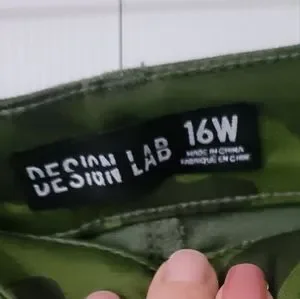 DESIGN LAB
16W
MADE IN CHINA
FABRIQUÉ EN CHINE